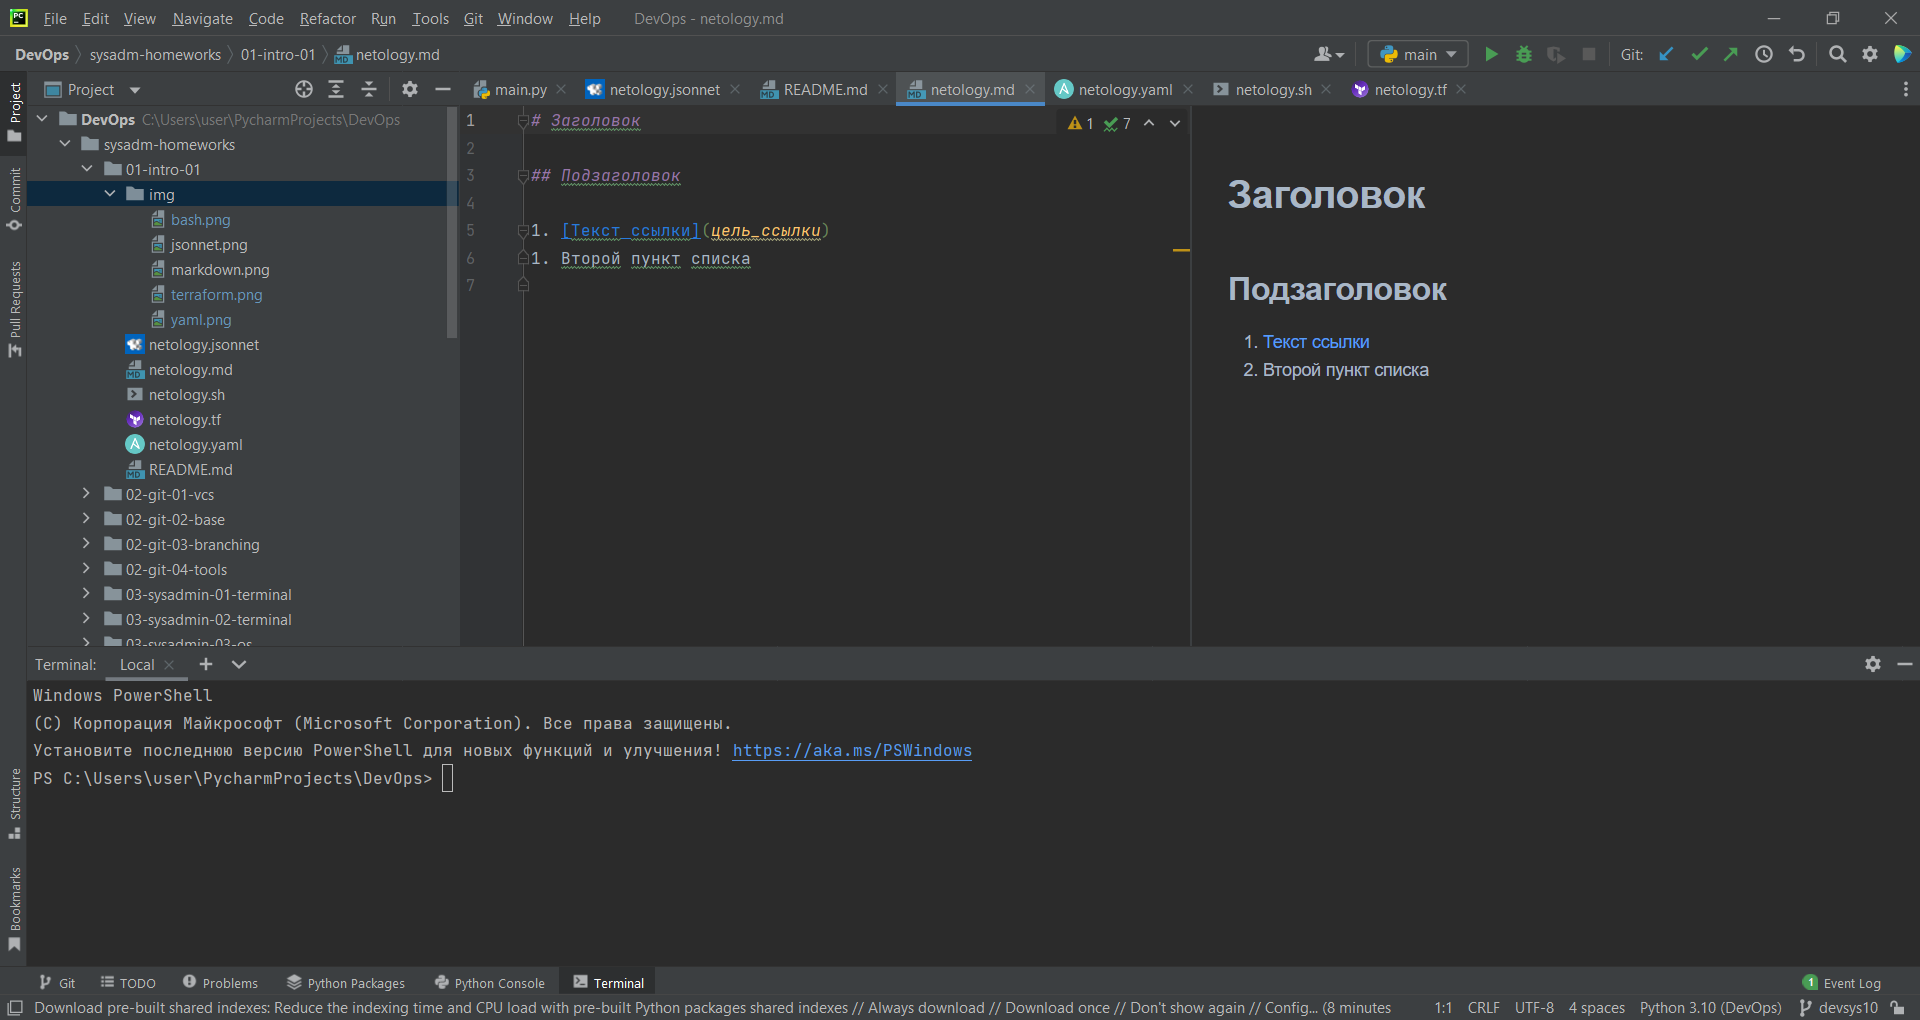 File Edit View Navigate Code Refactor Run Tools Git Window Help DevOps - netology.md
DevOps sysadm-homeworks 01-intro-01 netology.md main Git:
Project main.py netology.jsonnet README.md netology.md netology.yaml netology.sh netology.tf
Project
Commit
Pull Requests
Structure
Bookmarks
DevOps C:\Users\user\PycharmProjects\DevOps
sysadm-homeworks
01-intro-01
img
bash.png
jsonnet.png
markdown.png
terraform.png
yaml.png
netology.jsonnet
netology.md
netology.sh
netology.tf
netology.yaml
README.md
02-git-01-vcs
02-git-02-base
02-git-03-branching
02-git-04-tools
03-sysadmin-01-terminal
03-sysadmin-02-terminal
03-sysadmin-03-os
1 # Заголовок
2
3 ## Подзаголовок
4
5 1. [Текст_ссылки](цель_ссылки)
6 1. Второй пункт списка
7
1 7
Заголовок
Подзаголовок
1. Текст ссылки
2. Второй пункт списка
Terminal: Local
Windows PowerShell
(C) Корпорация Майкрософт (Microsoft Corporation). Все права защищены.
Установите последнюю версию PowerShell для новых функций и улучшения! https://aka.ms/PSWindows
PS C:\Users\user\PycharmProjects\DevOps>
Git TODO Problems Python Packages Python Console Terminal 1 Event Log
Download pre-built shared indexes: Reduce the indexing time and CPU load with pre-built Python packages shared indexes // Always download // Download once // Don't show again // Config... (8 minutes 1:1 CRLF UTF-8 4 spaces Python 3.10 (DevOps) devsys10